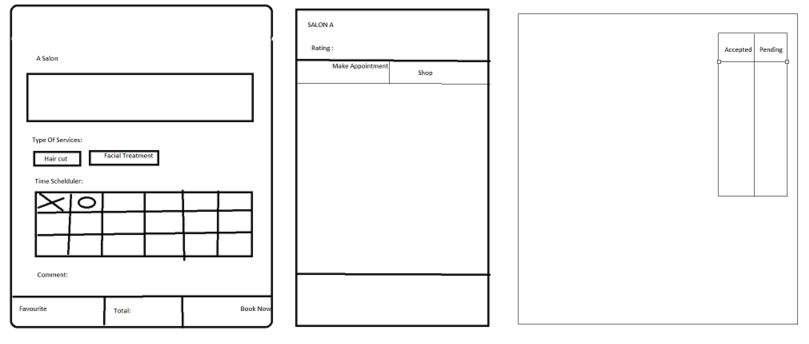 A Salon
Type Of Services:
Hair cut
Facial Treatment
Time Schelduler:
X O
Comment:
Favourite
Total:
Book Now
SALON A
Rating :
Make Appointment
Shop
Accepted
Pending